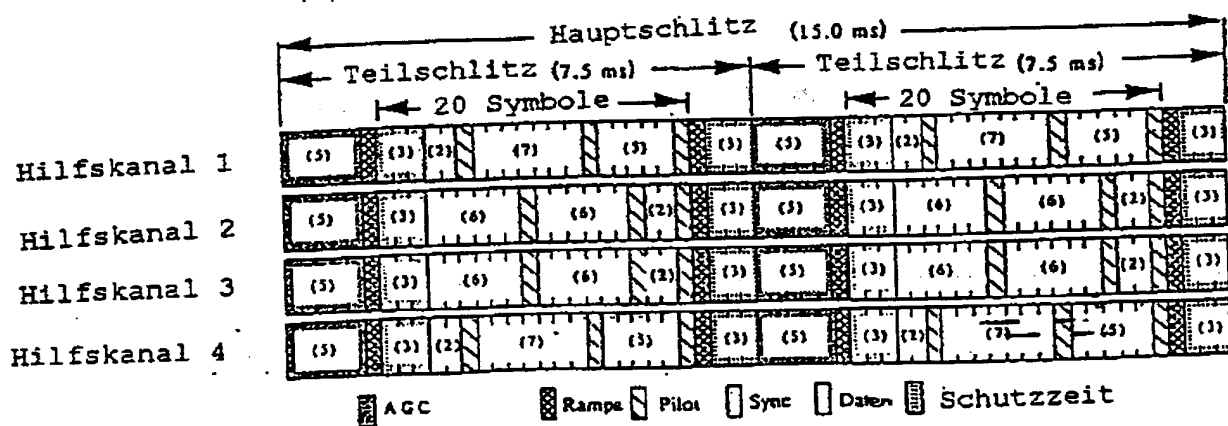 Hauptschlitz (15.0 ms)
Teilschlitz (7.5 ms) Teilschlitz (7.5 ms)
20 Symbole 20 Symbole
Hilfskanal 1 (5) (3) (2) (7) (5) (3) (5) (3) (2) (7) (5) (3)
Hilfskanal 2 (5) (3) (6) (6) (2) (3) (5) (3) (6) (6) (2) (3)
Hilfskanal 3 (5) (3) (6) (6) (2) (3) (5) (3) (6) (6) (2) (3)
Hilfskanal 4 (5) (3) (2) (7) (3) (5) (3) (2) (7) (5) (3)
AGC Rampe Pilot Sync Daten Schutzzeit